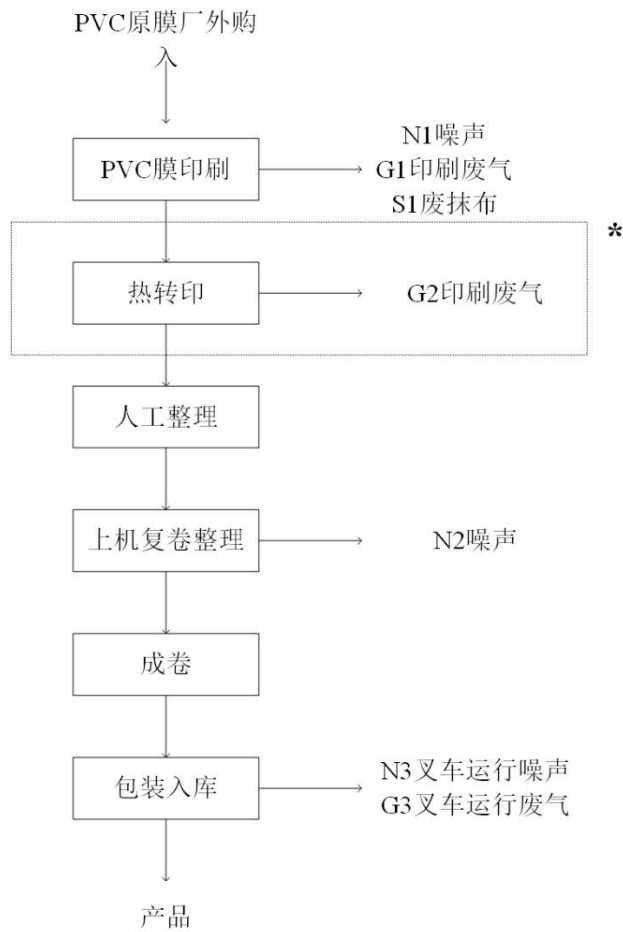 PVC原膜厂外购
入
PVC膜印刷
N1噪声
G1印刷废气
S1废抹布
*
热转印
G2印刷废气
人工整理
上机复卷整理
N2噪声
成卷
包装入库
N3叉车运行噪声
G3叉车运行废气
产品